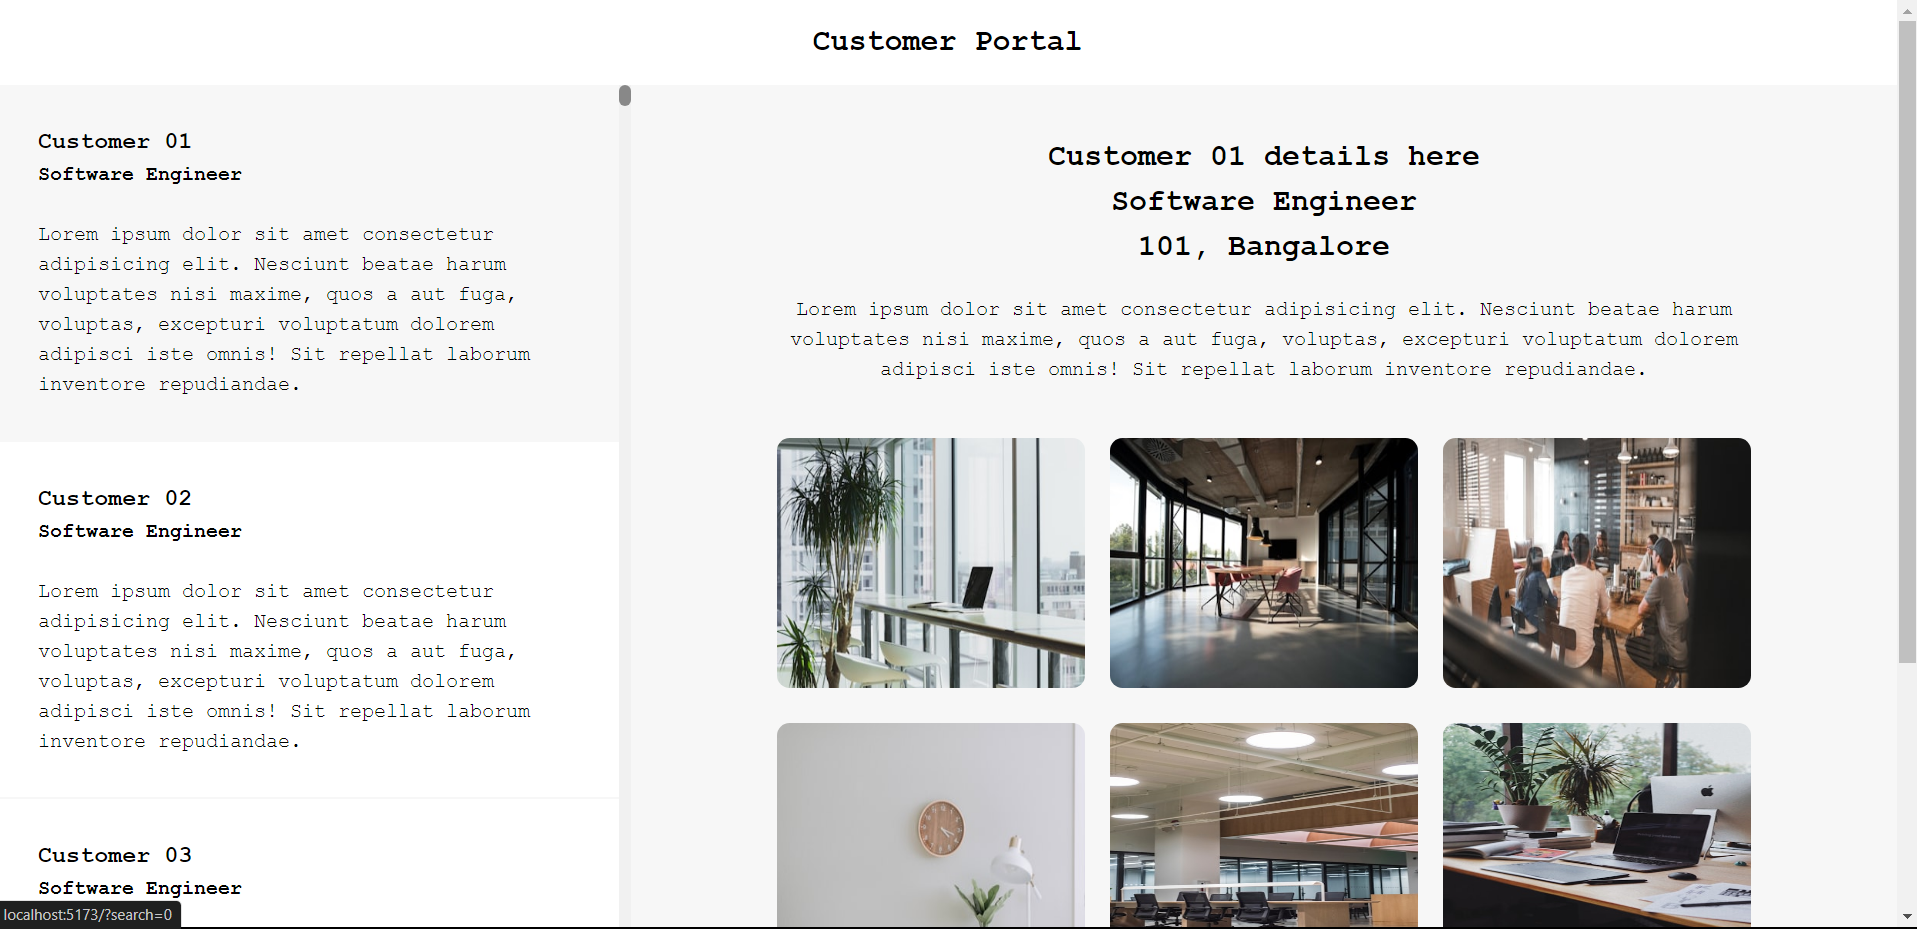 Customer Portal
Customer 01
Software Engineer
Lorem ipsum dolor sit amet consectetur
adipisicing elit. Nesciunt beatae harum
voluptates nisi maxime, quos a aut fuga,
voluptas, excepturi voluptatum dolorem
adipisci iste omnis! Sit repellat laborum
inventore repudiandae.
Customer 02
Software Engineer
Lorem ipsum dolor sit amet consectetur
adipisicing elit. Nesciunt beatae harum
voluptates nisi maxime, quos a aut fuga,
voluptas, excepturi voluptatum dolorem
adipisci iste omnis! Sit repellat laborum
inventore repudiandae.
Customer 03
Software Engineer
localhost:5173/?search=0
Customer 01 details here
Software Engineer
101, Bangalore
Lorem ipsum dolor sit amet consectetur adipisicing elit. Nesciunt beatae harum
voluptates nisi maxime, quos a aut fuga, voluptas, excepturi voluptatum dolorem
adipisci iste omnis! Sit repellat laborum inventore repudiandae.